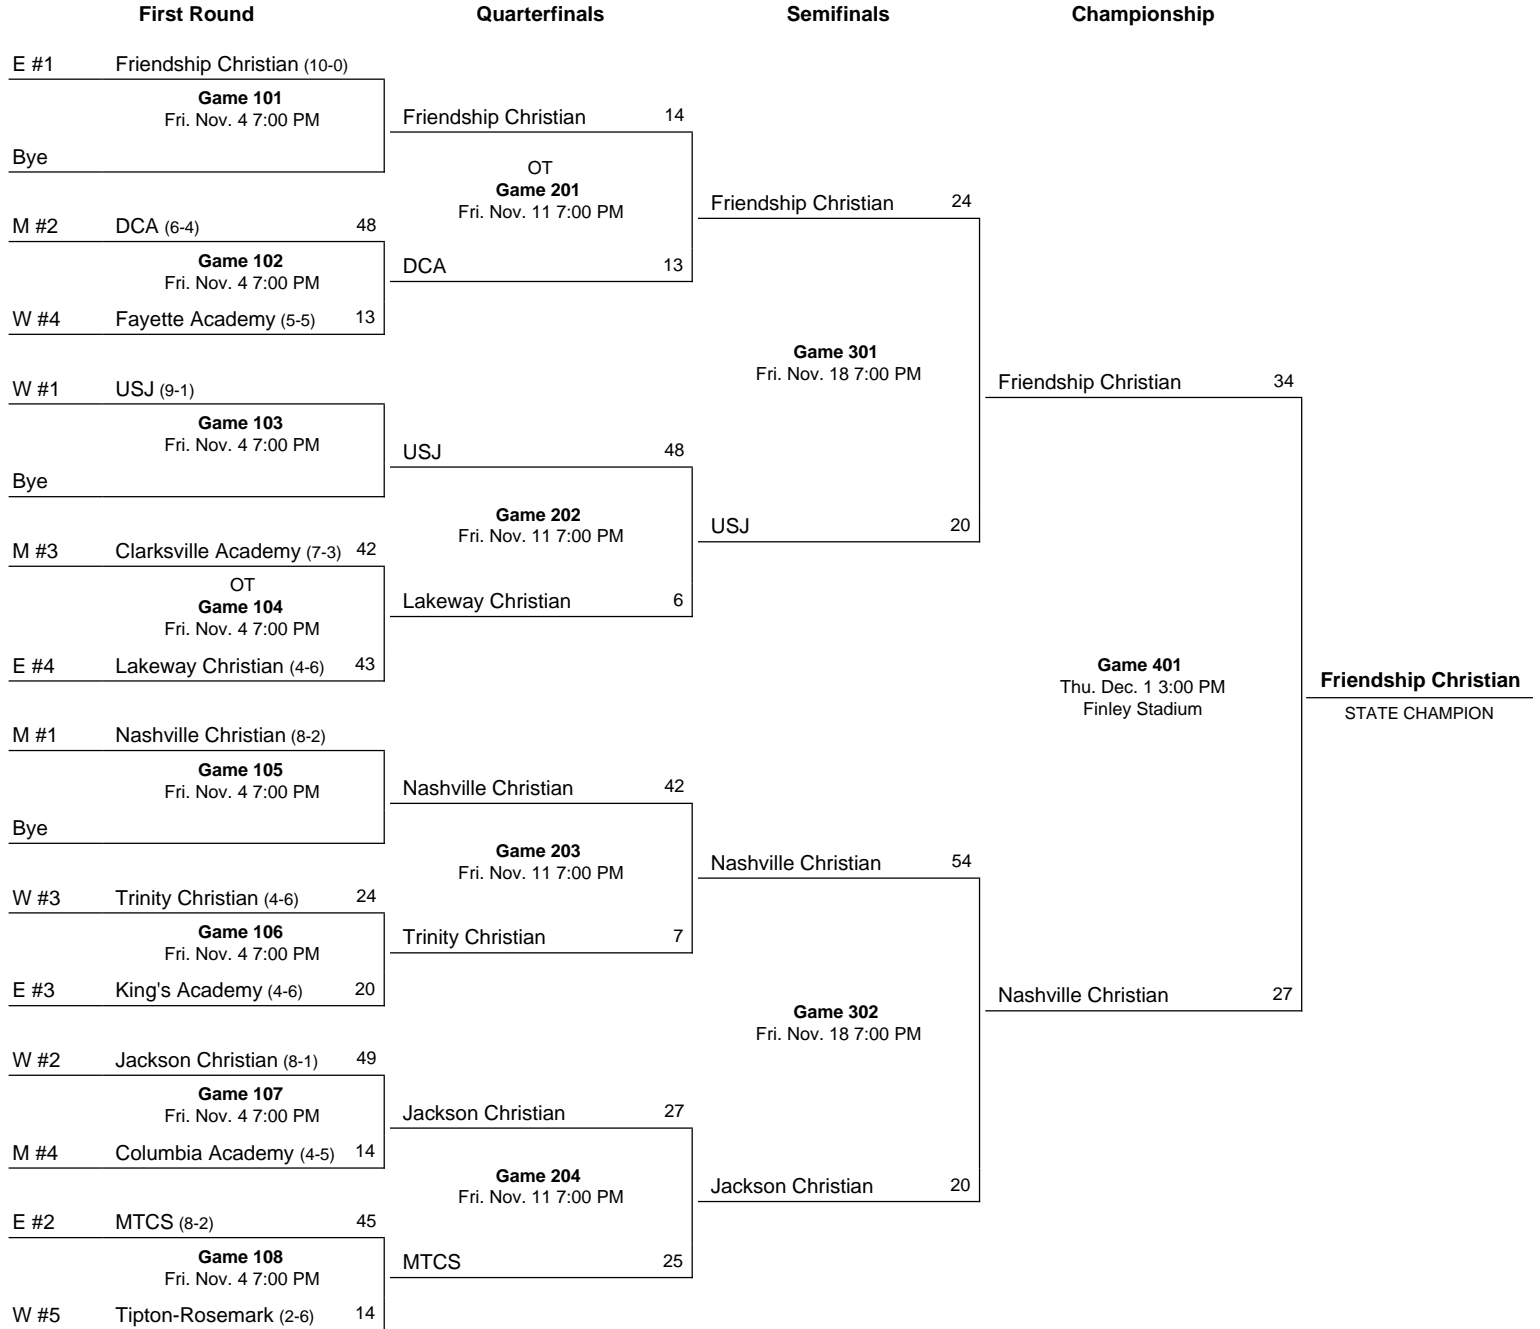 First Round
Quarterfinals
Semifinals
Championship
E #1 Friendship Christian (10-0)
Game 101
Fri. Nov. 4 7:00 PM
Bye
M #2 DCA (6-4) 48
Game 102
Fri. Nov. 4 7:00 PM
W #4 Fayette Academy (5-5) 13
W #1 USJ (9-1)
Game 103
Fri. Nov. 4 7:00 PM
Bye
M #3 Clarksville Academy (7-3) 42
OT
Game 104
Fri. Nov. 4 7:00 PM
E #4 Lakeway Christian (4-6) 43
M #1 Nashville Christian (8-2)
Game 105
Fri. Nov. 4 7:00 PM
Bye
W #3 Trinity Christian (4-6) 24
Game 106
Fri. Nov. 4 7:00 PM
E #3 King's Academy (4-6) 20
W #2 Jackson Christian (8-1) 49
Game 107
Fri. Nov. 4 7:00 PM
M #4 Columbia Academy (4-5) 14
E #2 MTCS (8-2) 45
Game 108
Fri. Nov. 4 7:00 PM
W #5 Tipton-Rosemark (2-6) 14
Friendship Christian 14
OT
Game 201
Fri. Nov. 11 7:00 PM
DCA 13
USJ 48
Game 202
Fri. Nov. 11 7:00 PM
Lakeway Christian 6
Nashville Christian 42
Game 203
Fri. Nov. 11 7:00 PM
Trinity Christian 7
Jackson Christian 27
Game 204
Fri. Nov. 11 7:00 PM
MTCS 25
Friendship Christian 24
Game 301
Fri. Nov. 18 7:00 PM
USJ 20
Nashville Christian 54
Game 302
Fri. Nov. 18 7:00 PM
Jackson Christian 20
Friendship Christian 34
Game 401
Thu. Dec. 1 3:00 PM
Finley Stadium
Nashville Christian 27
Friendship Christian
STATE CHAMPION